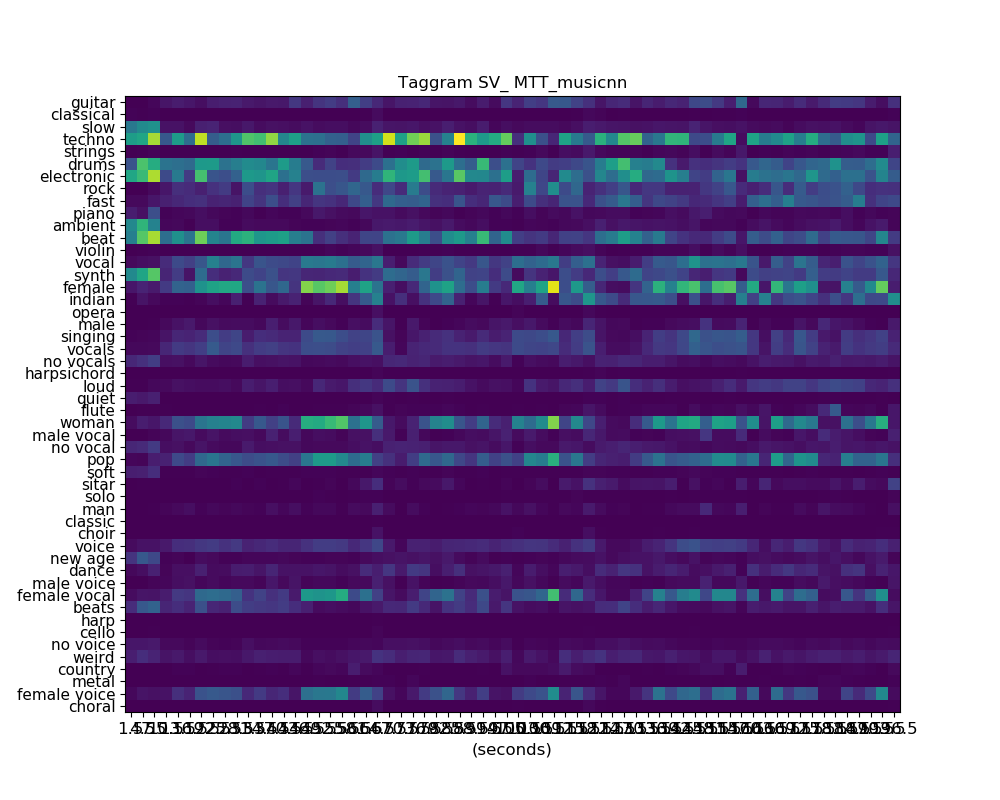 Taggram SV_ MTT_musicnn
guitar
classical
slow
techno
strings
drums
electronic
rock
fast
piano
ambient
beat
violin
vocal
synth
female
indian
opera
male
singing
vocals
no vocals
harpsichord
loud
quiet
flute
woman
male vocal
no vocal
pop
soft
sitar
solo
man
classic
choir
voice
new age
dance
male voice
female vocal
beats
harp
cello
no voice
weird
country
metal
female voice
choral
(seconds)